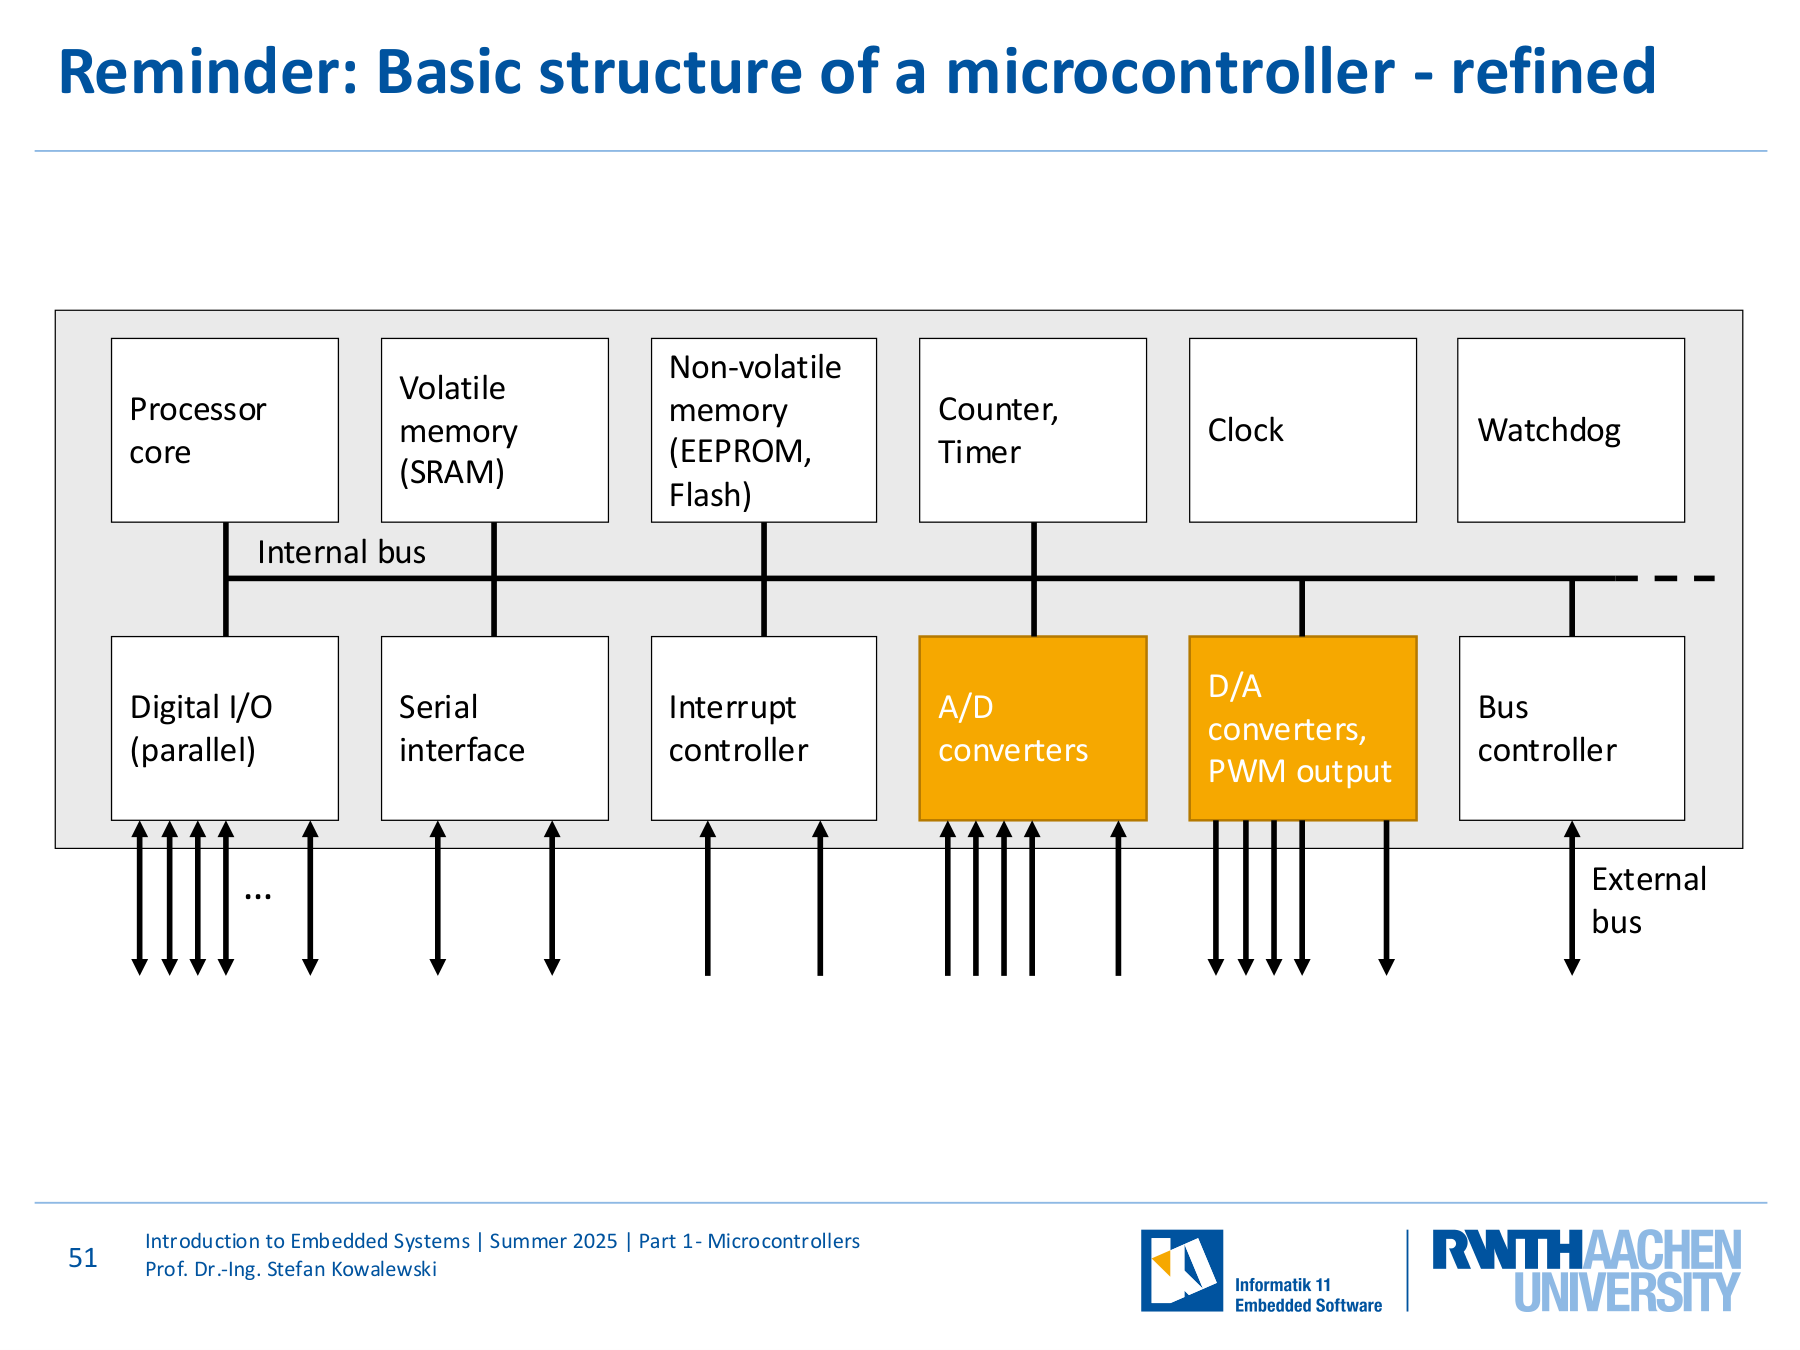 Reminder: Basic structure of a microcontroller - refined
Processor
core
Volatile
memory
(SRAM)
Non-volatile
memory
(EEPROM,
Flash)
Counter,
Timer
Clock
Watchdog
Internal bus
Digital I/O
(parallel)
Serial
interface
Interrupt
controller
A/D
converters
D/A
converters,
PWM output
Bus
controller
...
External
bus
51
Introduction to Embedded Systems | Summer 2025 | Part 1- Microcontrollers
Prof. Dr.-Ing. Stefan Kowalewski
Informatik 11
Embedded Software
RWTHAACHEN
UNIVERSITY